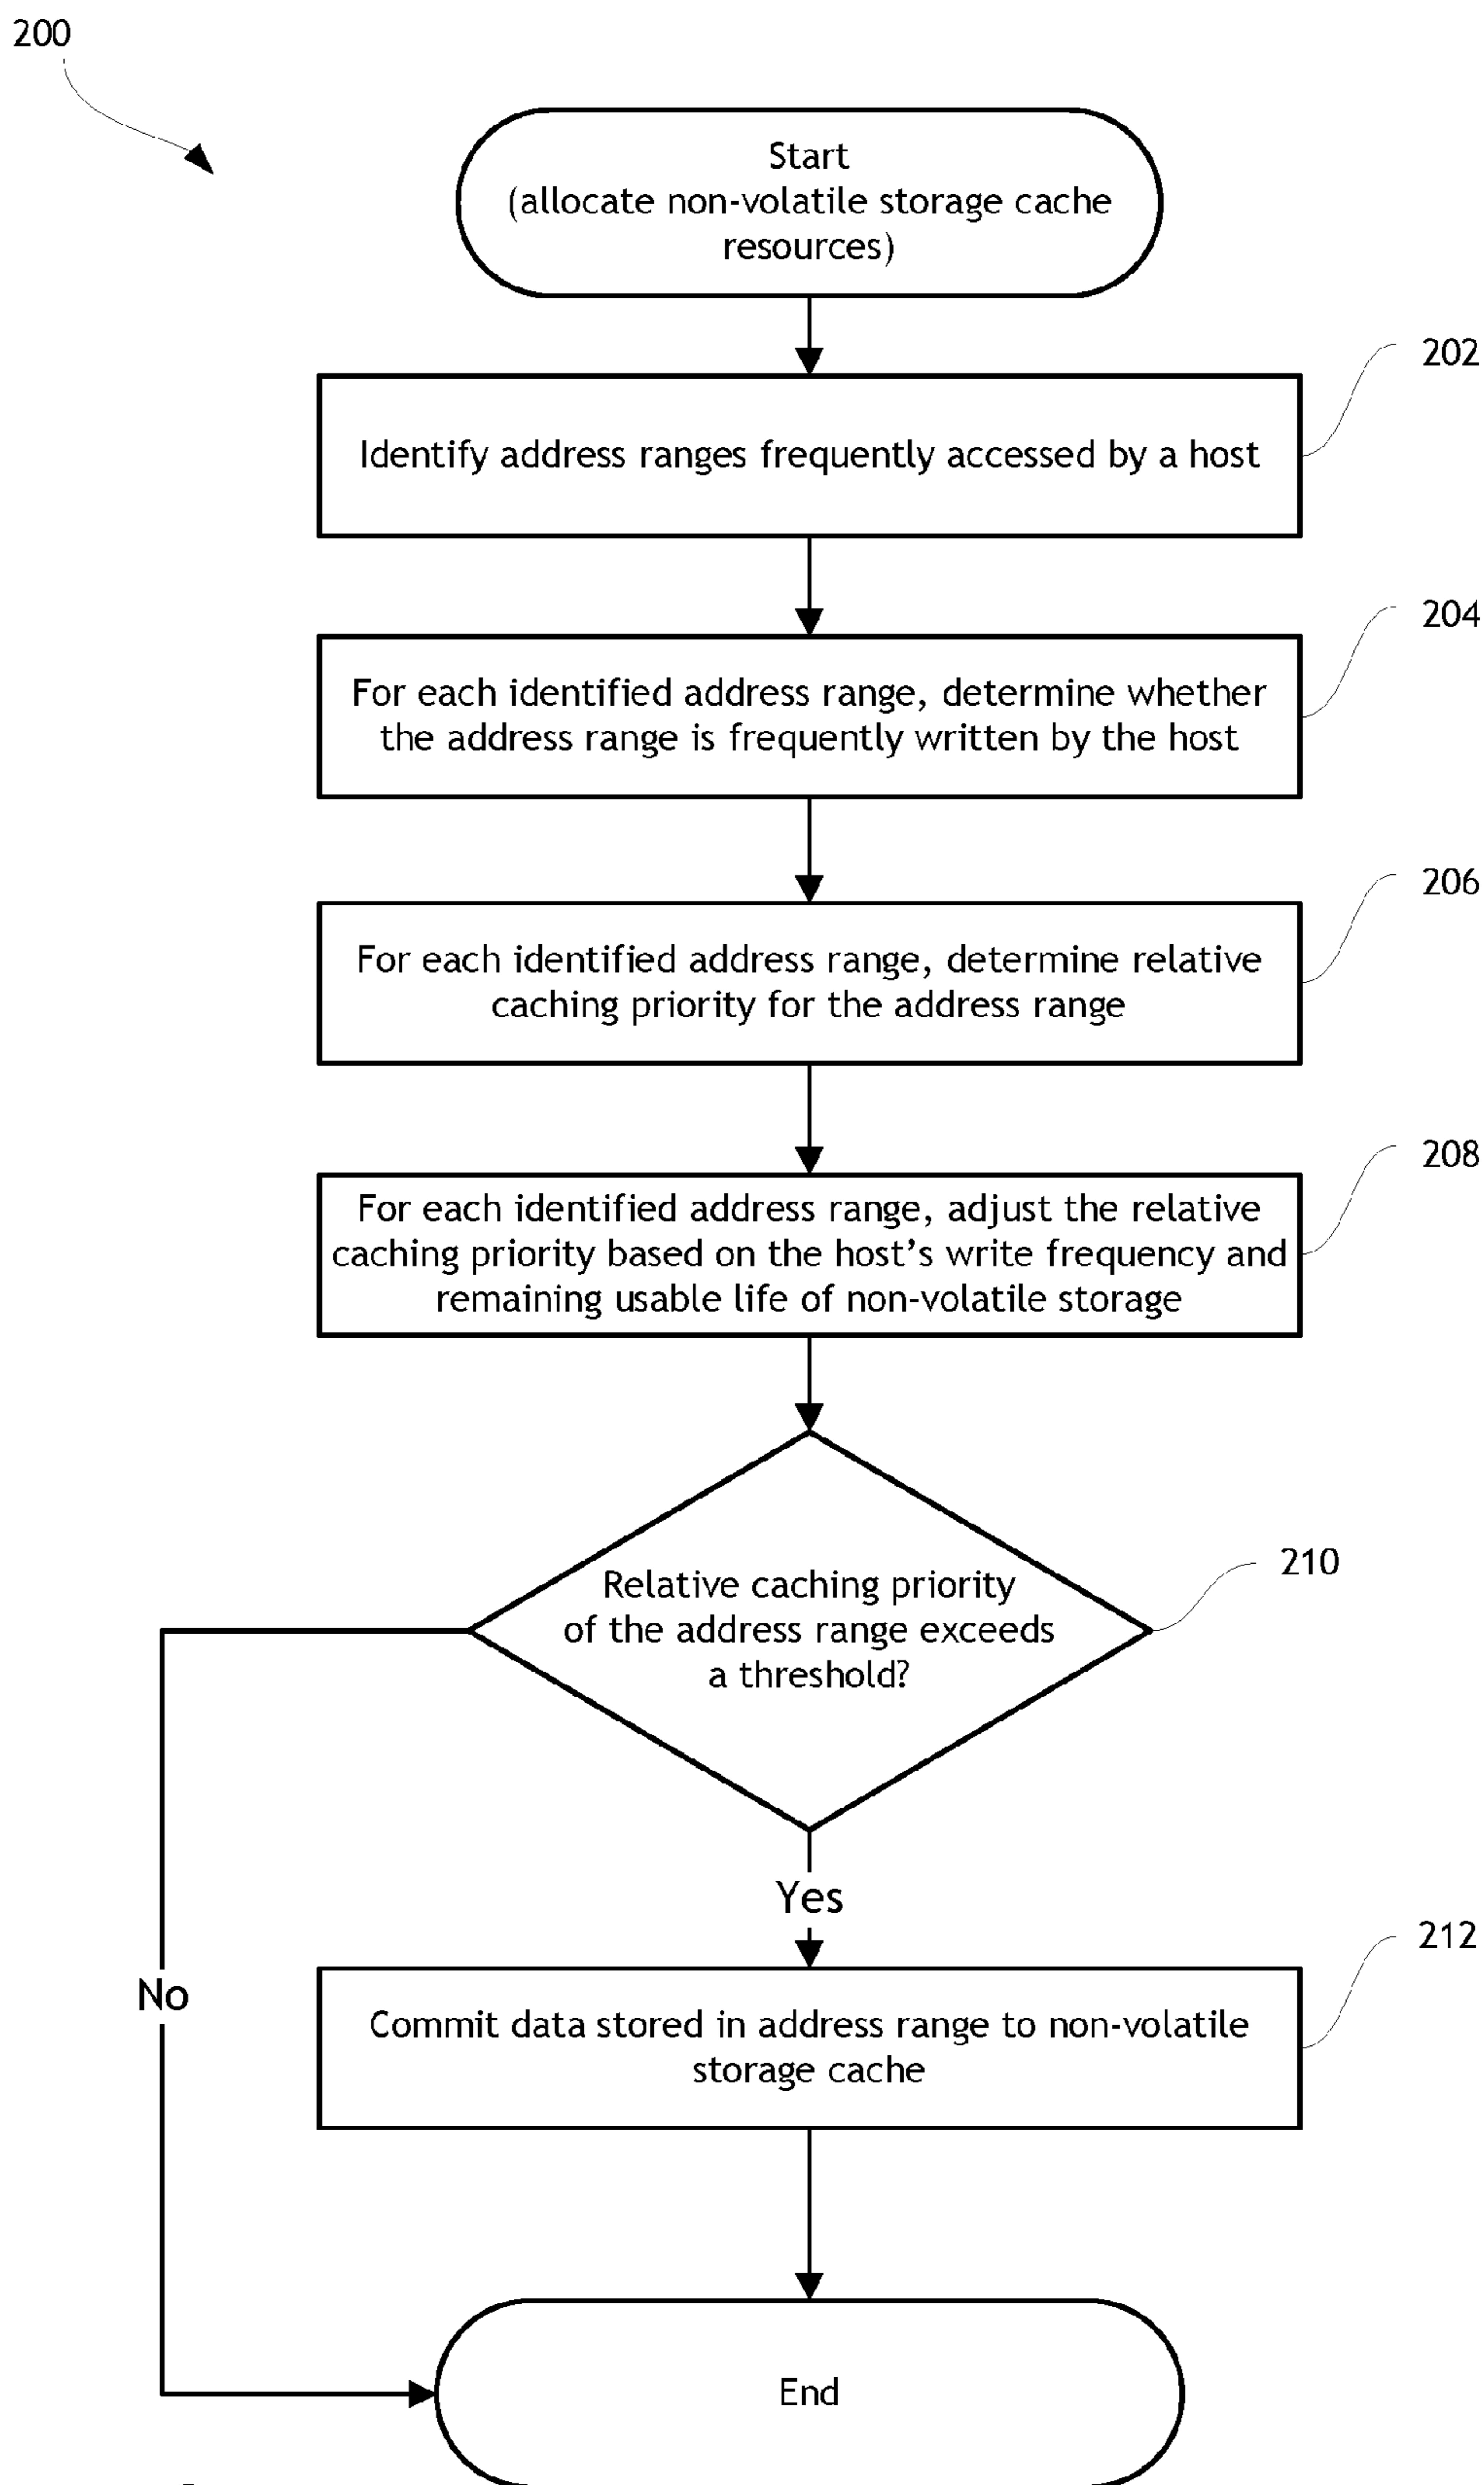 200
Start
(allocate non-volatile storage cache
resources)
202
Identify address ranges frequently accessed by a host
204
For each identified address range, determine whether
the address range is frequently written by the host
206
For each identified address range, determine relative
caching priority for the address range
208
For each identified address range, adjust the relative
caching priority based on the host's write frequency and
remaining usable life of non-volatile storage
210
Relative caching priority
of the address range exceeds
a threshold?
Yes
212
No
Commit data stored in address range to non-volatile
storage cache
End